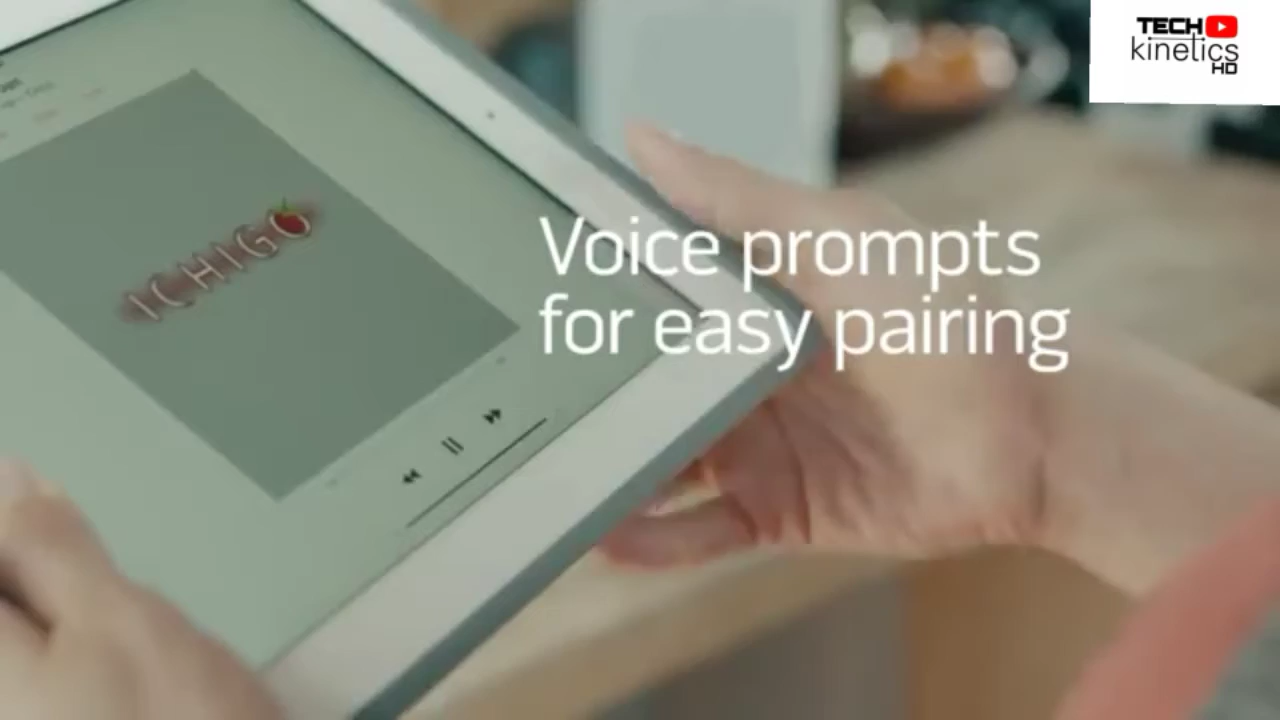 TECH
kinetics
HD
ICHIGO
Voice prompts
for easy pairing